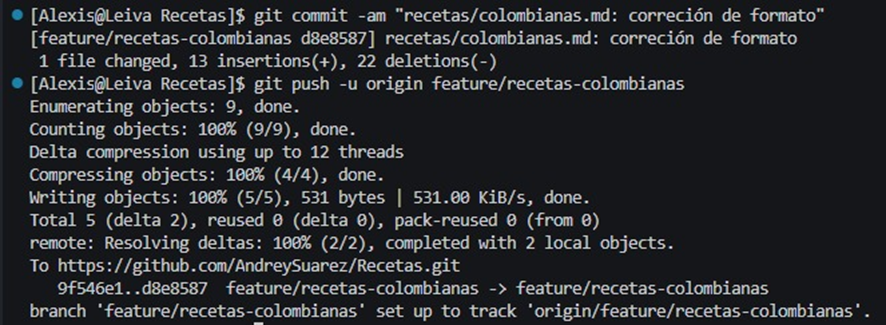 [Alexis@Leiva Recetas]$ git commit -am "recetas/colombianas.md: correción de formato"
[feature/recetas-colombianas d8e8587] recetas/colombianas.md: correción de formato
 1 file changed, 13 insertions(+), 22 deletions(-)
[Alexis@Leiva Recetas]$ git push -u origin feature/recetas-colombianas
Enumerating objects: 9, done.
Counting objects: 100% (9/9), done.
Delta compression using up to 12 threads
Compressing objects: 100% (4/4), done.
Writing objects: 100% (5/5), 531 bytes | 531.00 KiB/s, done.
Total 5 (delta 2), reused 0 (delta 0), pack-reused 0 (from 0)
remote: Resolving deltas: 100% (2/2), completed with 2 local objects.
To https://github.com/AndreySuarez/Recetas.git
   9f546e1..d8e8587  feature/recetas-colombianas -> feature/recetas-colombianas
branch 'feature/recetas-colombianas' set up to track 'origin/feature/recetas-colombianas'.